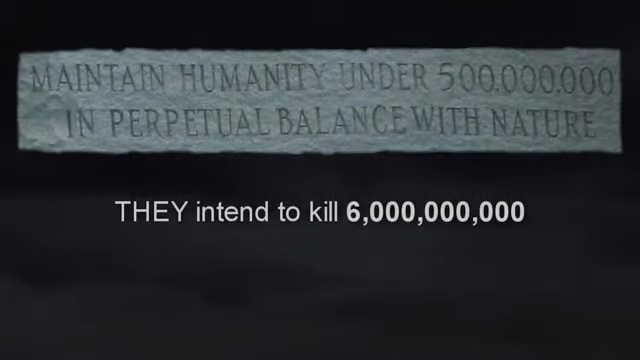 MAINTAIN HUMANITY UNDER 500,000,000
IN PERPETUAL BALANCE WITH NATURE
THEY intend to kill 6,000,000,000